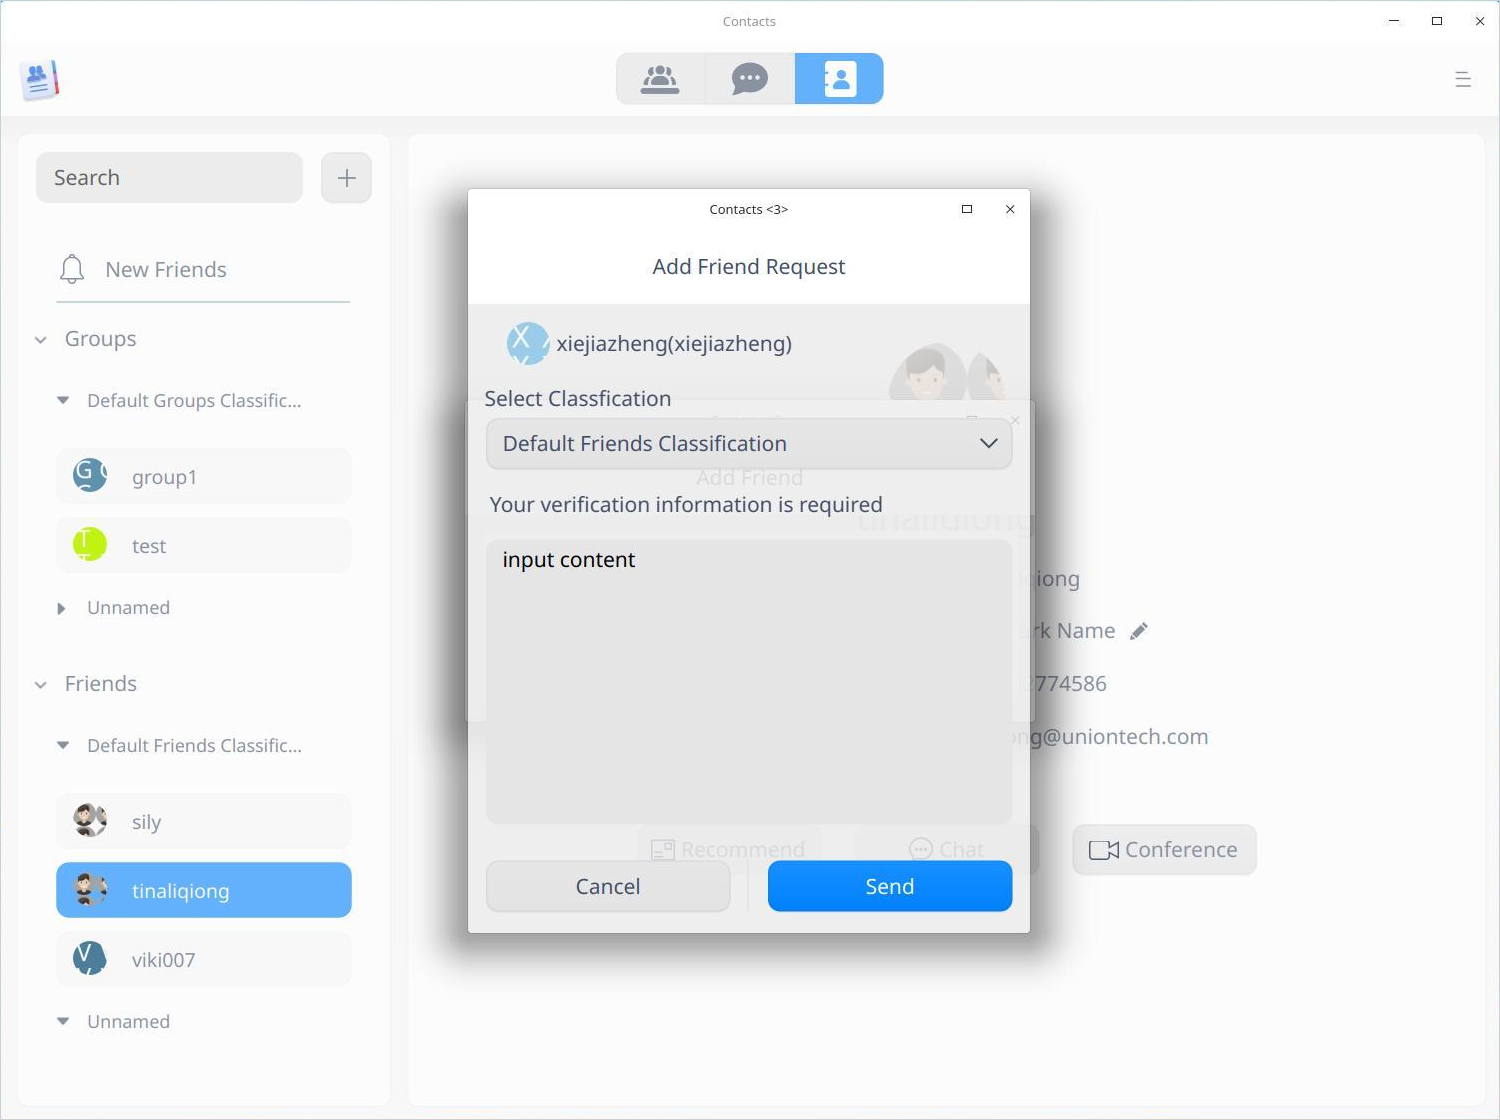 Contacts
Search
New Friends
Groups
Default Groups Classific...
group1
test
Unnamed
Friends
Default Friends Classific...
sily
tinaliqiong
viki007
Unnamed
Contacts <3>
Add Friend Request
xiejiazheng(xiejiazheng)
Select Classfication
Default Friends Classification
Add Friend
Your verification information is required
input content
Cancel
Send
tinaliqiong
iong
rk Name
774586
ng@uniontech.com
Recommend
Chat
Conference